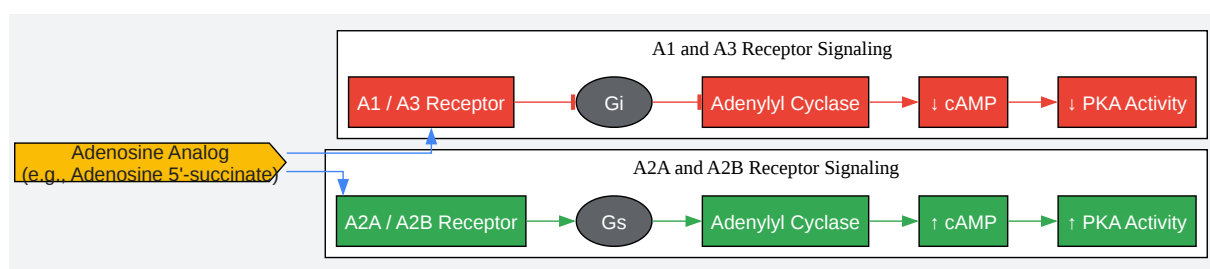 A1 and A3 Receptor Signaling
A1 / A3 Receptor
Gi
Adenylyl Cyclase
↓ cAMP
↓ PKA Activity
Adenosine Analog
(e.g., Adenosine 5'-succinate)
A2A and A2B Receptor Signaling
A2A / A2B Receptor
Gs
Adenylyl Cyclase
↑ cAMP
↑ PKA Activity